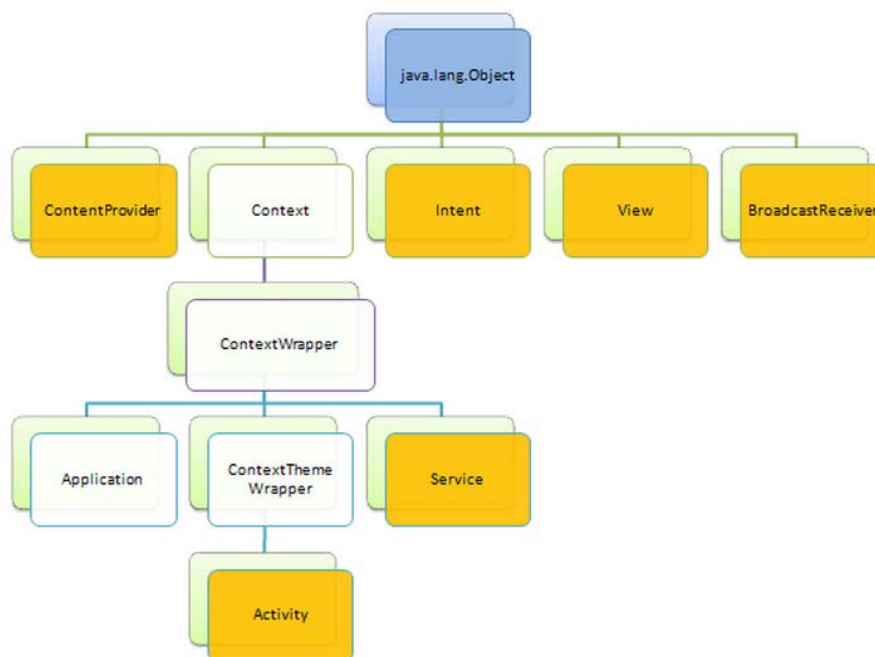 java.lang.Object
ContentProvider
Context
Intent
View
BroadcastReceiver
ContextWrapper
Application
ContextTheme
Wrapper
Service
Activity